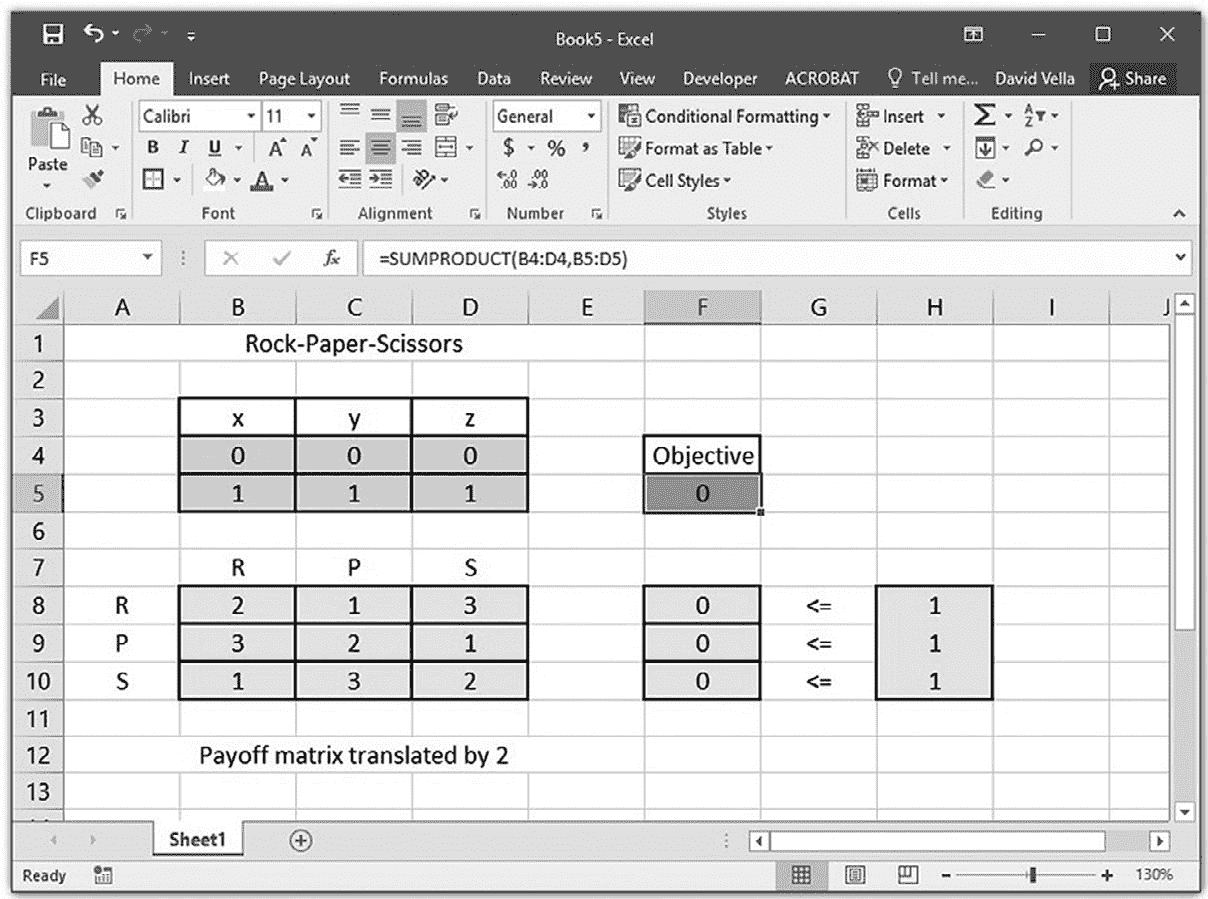 Book5 - Excel
File Home Insert Page Layout Formulas Data Review View Developer ACROBAT Tell me... David Vella Share
Calibri 11 General Conditional Formatting Insert
Paste B I U A A $ % , Format as Table Delete
Cell Styles Format
Clipboard Font Alignment Number Styles Cells Editing
F5 fx =SUMPRODUCT(B4:D4,B5:D5)
A B C D E F G H I J
1 Rock-Paper-Scissors
2
3 x y z
4 0 0 0 Objective
5 1 1 1 0
6
7 R P S
8 R 2 1 3 0 <= 1
9 P 3 2 1 0 <= 1
10 S 1 3 2 0 <= 1
11
12 Payoff matrix translated by 2
13
Sheet1
Ready 130%